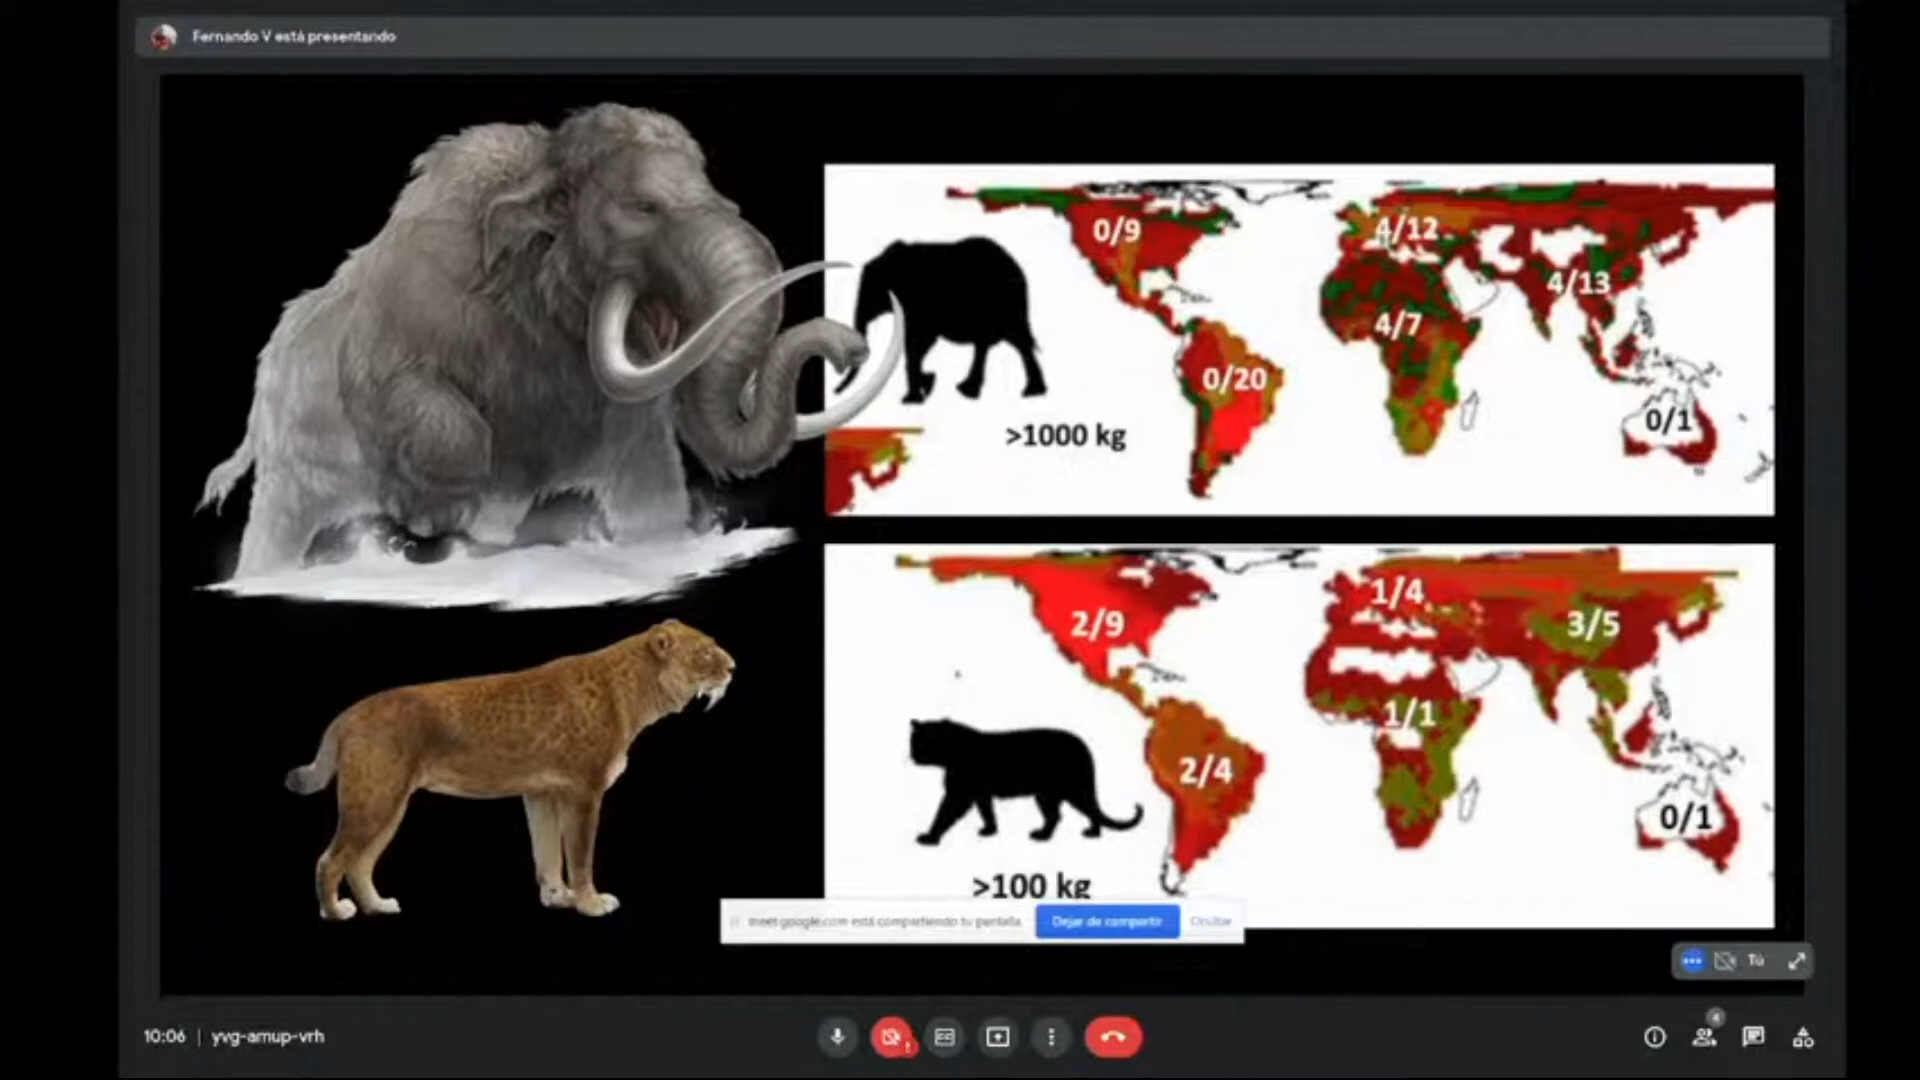 Fernando V está presentando
0/9
4/12
4/13
4/7
0/20
0/1
>1000 kg
2/9
1/4
3/5
1/1
2/4
0/1
>100 kg
meet.google.com está compartiendo tu pantalla.
Dejar de compartir
Ocultar
Tú
4
10:06 | yvg-amup-vrh